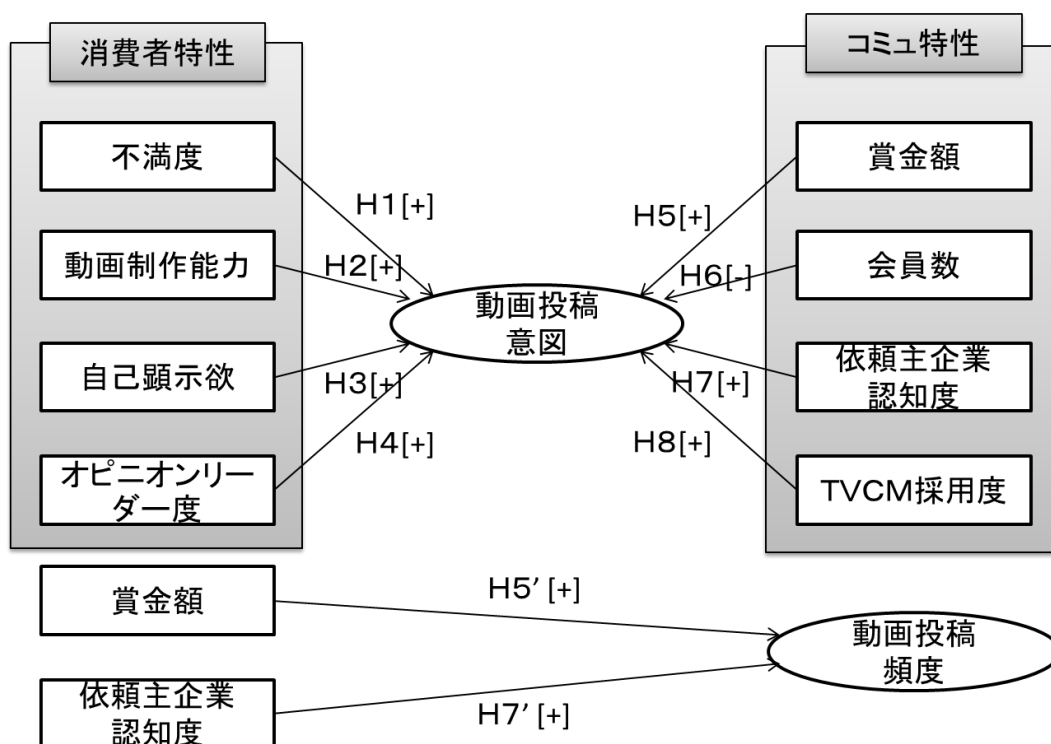 消費者特性
不満度
動画制作能力
自己顕示欲
オピニオンリー
ダー度
H1[+]
H2[+]
H3[+]
H4[+]
動画投稿
意図
コミュ特性
賞金額
会員数
依頼主企業
認知度
TVCM採用度
H5[+]
H6[-]
H7[+]
H8[+]
賞金額
依頼主企業
認知度
H5’ [+]
H7’ [+]
動画投稿
頻度